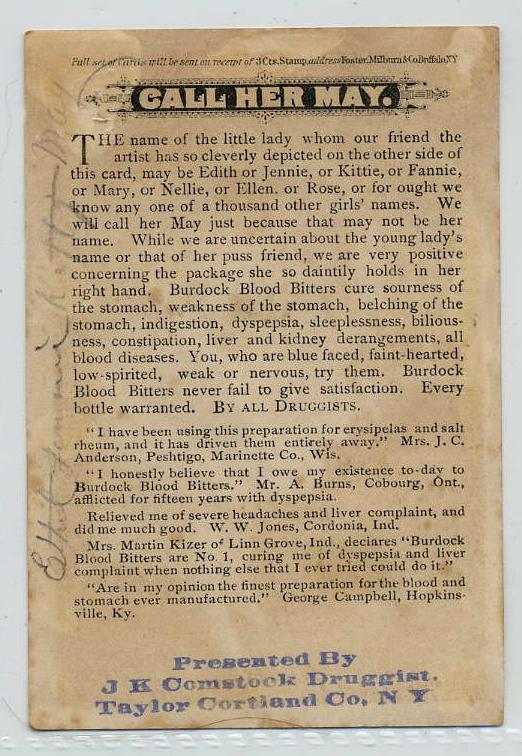 Full set of Cards will be sent on receipt of 3 Cts. Stamp, address Foster, Milburn & Co Buffalo, NY
CALL HER MAY.
THE name of the little lady whom our friend the
artist has so cleverly depicted on the other side of
this card, may be Edith or Jennie, or Kittie, or Fannie,
or Mary, or Nellie, or Ellen. or Rose, or for ought we
know any one of a thousand other girls' names. We
will call her May just because that may not be her
name. While we are uncertain about the young lady's
name or that of her puss friend, we are very positive
concerning the package she so daintily holds in her
right hand. Burdock Blood Bitters cure sourness of
the stomach, weakness of the stomach, belching of the
stomach, indigestion, dyspepsia, sleeplessness, bilious-
ness, constipation, liver and kidney derangements, all
blood diseases. You, who are blue faced, faint-hearted,
low-spirited, weak or nervous, try them. Burdock
Blood Bitters never fail to give satisfaction. Every
bottle warranted. BY ALL DRUGGISTS.
"I have been using this preparation for erysipelas and salt
rheum, and it has driven them entirely away." Mrs. J. C.
Anderson, Peshtigo, Marinette Co., Wis.
"I honestly believe that I owe my existence to-day to
Burdock Blood Bitters." Mr. A. Burns, Cobourg, Ont.,
afflicted for fifteen years with dyspepsia.
Relieved me of severe headaches and liver complaint, and
did me much good. W. W. Jones, Cordonia, Ind.
Mrs. Martin Kizer of Linn Grove, Ind., declares "Burdock
Blood Bitters are No. 1, curing me of dyspepsia and liver
complaint when nothing else that I ever tried could do it."
"Are in my opinion the finest preparation for the blood and
stomach ever manufactured." George Campbell, Hopkins-
ville, Ky.
Presented By
J K Comstock Druggist.
Taylor Cortland Co, N Y
Ethel